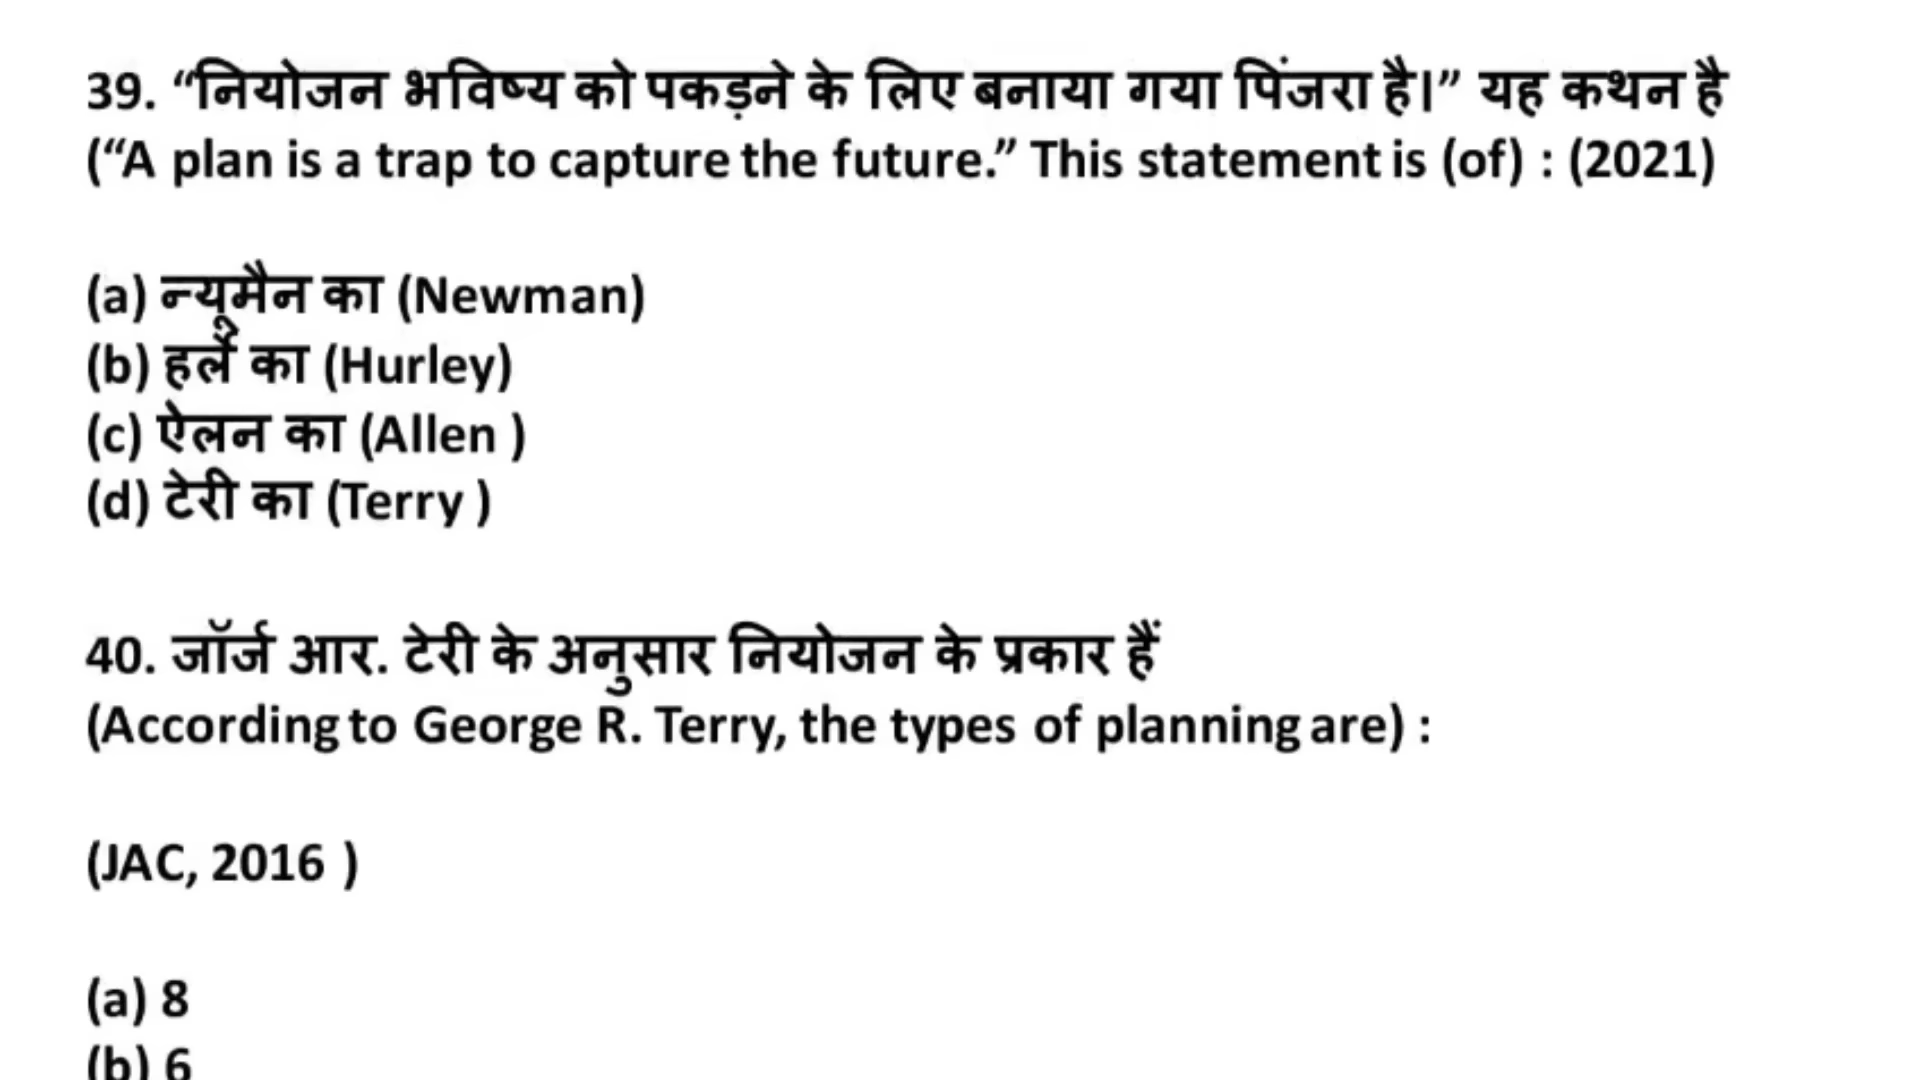 39. “नियोजन भविष्य को पकड़ने के लिए बनाया गया पिंजरा है।” यह कथन है
(“A plan is a trap to capture the future.” This statement is (of) : (2021)
(a) न्यूमैन का (Newman)
(b) हर्ले का (Hurley)
(c) ऐलन का (Allen )
(d) टेरी का (Terry )
40. जॉर्ज आर. टेरी के अनुसार नियोजन के प्रकार हैं
(According to George R. Terry, the types of planning are) :
(JAC, 2016 )
(a) 8
(b) 6